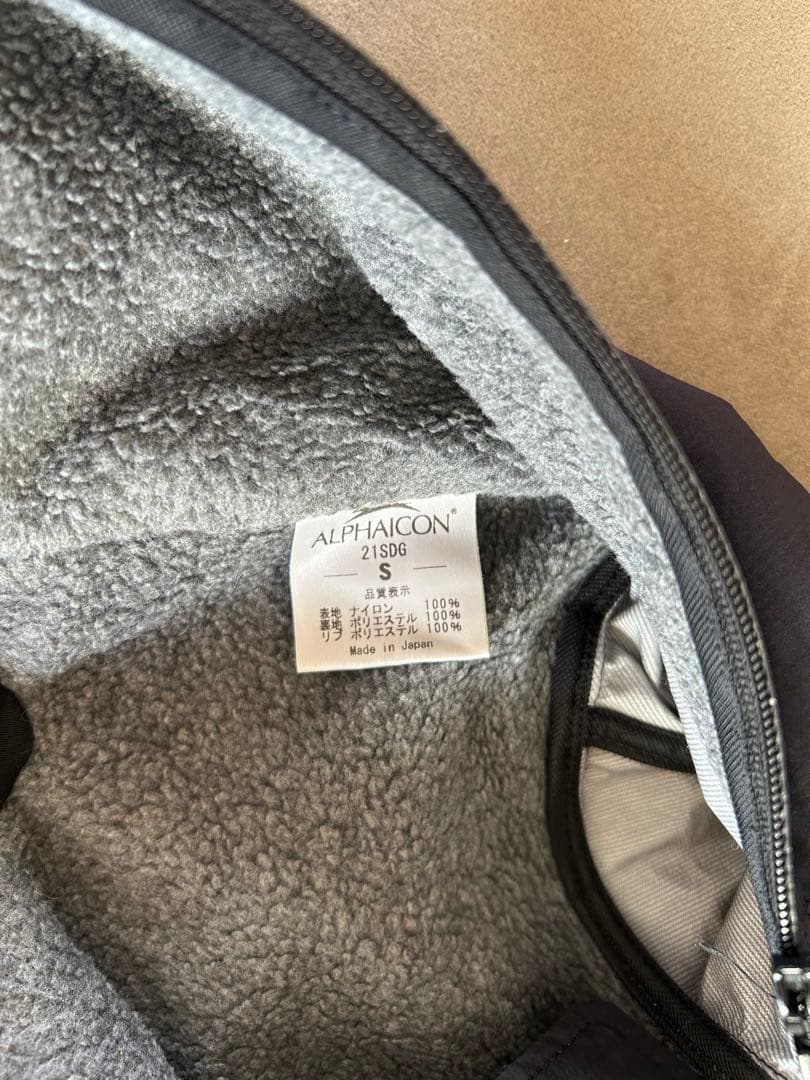 ALPHAICON®
21SDG
S
品質表示
表地 ナイロン 100%
裏地 ポリエステル 100%
リブ ポリエステル 100%
Made in Japan